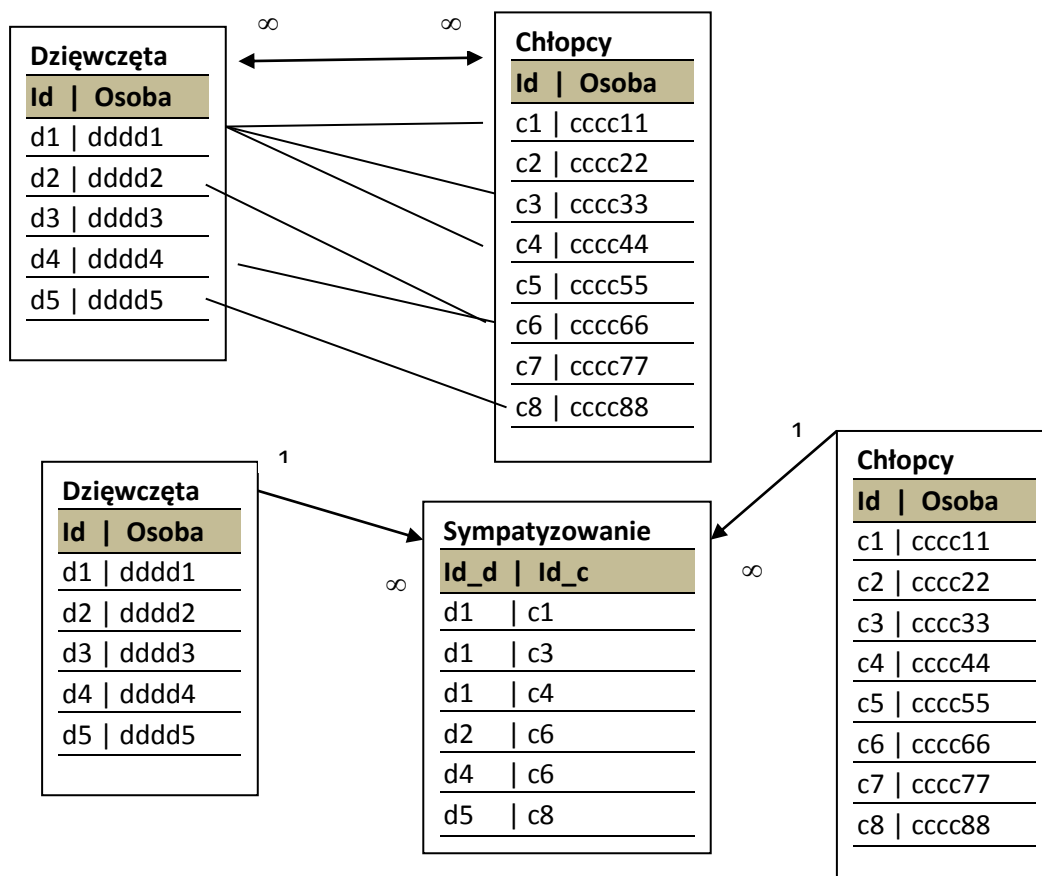 ∞ ∞
Dzięwczęta
Id | Osoba
d1 | dddd1
d2 | dddd2
d3 | dddd3
d4 | dddd4
d5 | dddd5
Chłopcy
Id | Osoba
c1 | cccc11
c2 | cccc22
c3 | cccc33
c4 | cccc44
c5 | cccc55
c6 | cccc66
c7 | cccc77
c8 | cccc88
1
1
Dzięwczęta
Id | Osoba
d1 | dddd1
d2 | dddd2
d3 | dddd3
d4 | dddd4
d5 | dddd5
∞
Sympatyzowanie
Id_d | Id_c
d1 | c1
d1 | c3
d1 | c4
d2 | c6
d4 | c6
d5 | c8
∞
Chłopcy
Id | Osoba
c1 | cccc11
c2 | cccc22
c3 | cccc33
c4 | cccc44
c5 | cccc55
c6 | cccc66
c7 | cccc77
c8 | cccc88